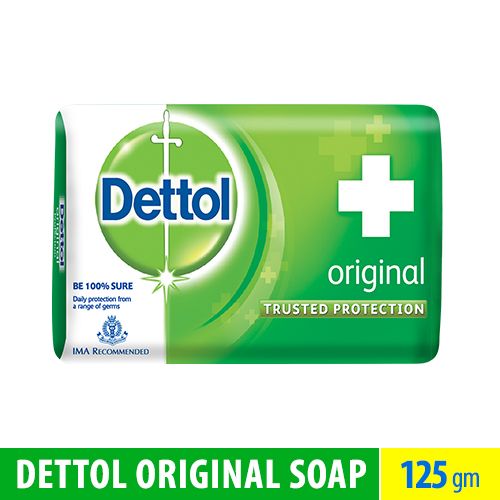 Dettol
BE 100% SURE
Daily protection from
a range of germs
IMA RECOMMENDED
original
TRUSTED PROTECTION
DETTOL ORIGINAL SOAP
125 gm